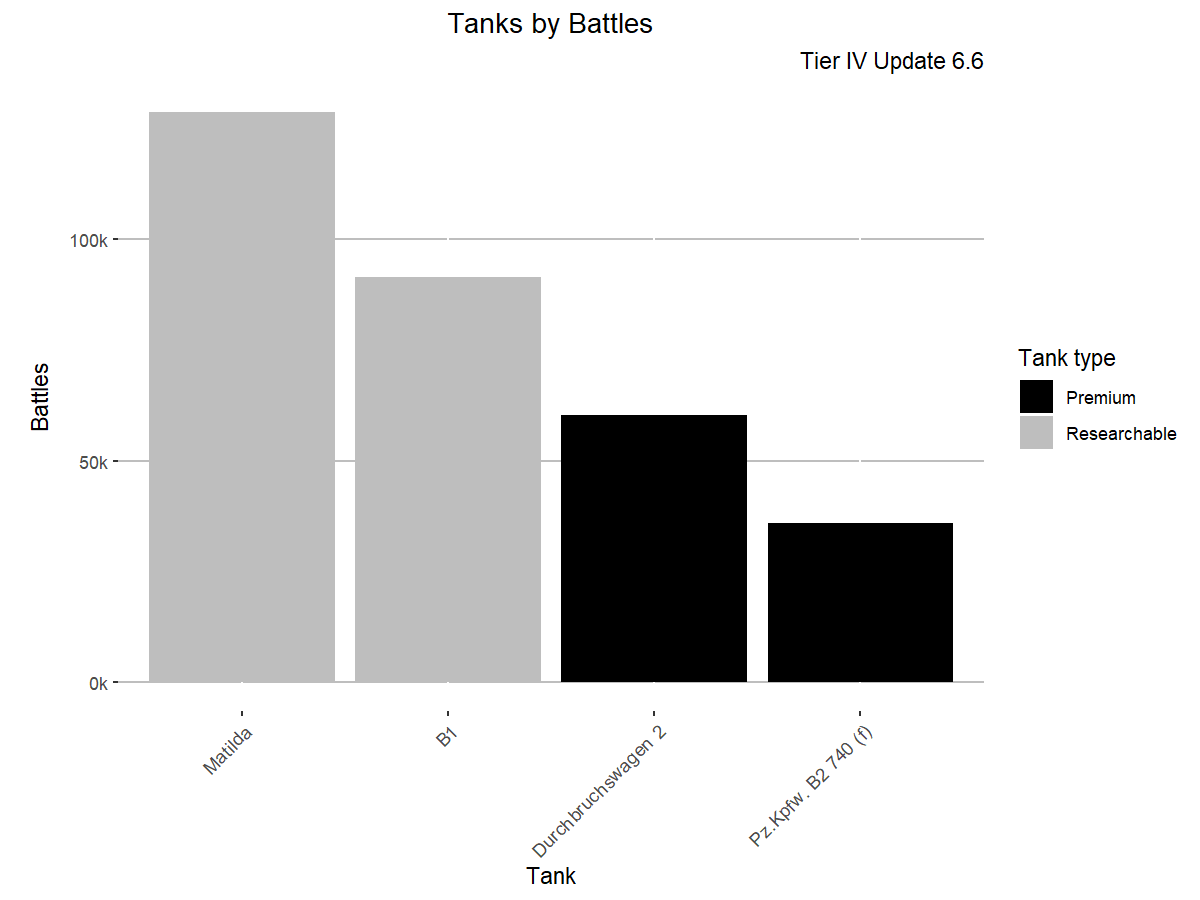 Tanks by Battles
Tier IV Update 6.6
Battles
100k
50k
0k
Matilda
B1
Durchbruchswagen 2
Pz.Kpfw. B2 740 (f)
Tank
Tank type
Premium
Researchable